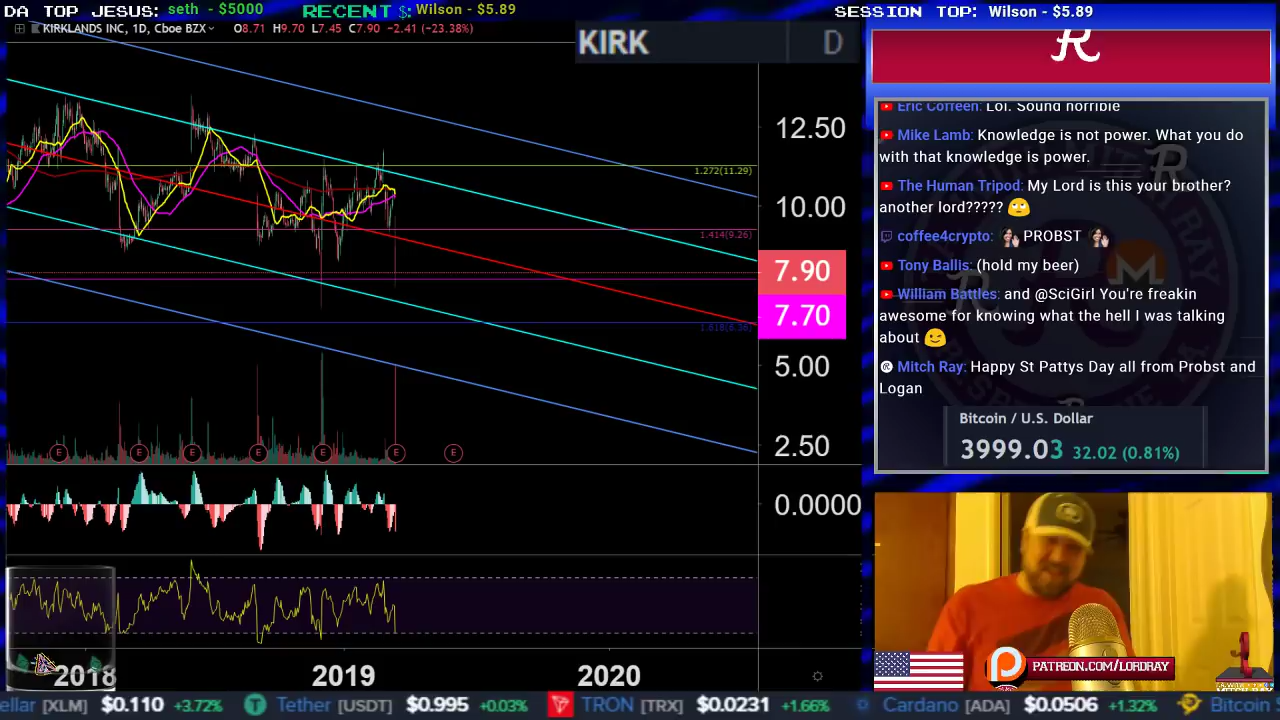 DA TOP JESUS: seth - $5000 RECENT $: Wilson - $5.89 SESSION TOP: Wilson - $5.89
KIRKLANDS INC, 1D, Cboe BZX O8.71 H9.70 L7.45 C7.90 -2.41 (-23.38%)
KIRK D
12.50
1.272(11.29)
10.00
1.414(9.26)
7.90
7.70
1.618(6.36)
5.00
2.50
E E E E E E E
0.0000
2018 2019 2020
R
Eric Coffeen: Lol. Sound horrible
Mike Lamb: Knowledge is not power. What you do
with that knowledge is power.
The Human Tripod: My Lord is this your brother?
another lord?????
coffee4crypto: PROBST
Tony Ballis: (hold my beer)
William Battles: and @SciGirl You're freakin
awesome for knowing what the hell I was talking
about
Mitch Ray: Happy St Pattys Day all from Probst and
Logan
Bitcoin / U.S. Dollar
3999.03 32.02 (0.81%)
PATREON.COM/LORDRAY
ellar [XLM] $0.110 +3.72% Tether [USDT] $0.995 +0.03% TRON [TRX] $0.0231 +1.66% Cardano [ADA] $0.0506 +1.32% Bitcoin